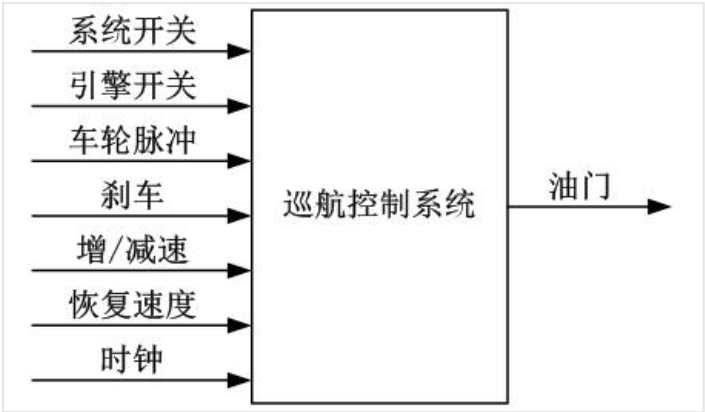 系统开关
引擎开关
车轮脉冲
刹车
增/减速
恢复速度
时钟
巡航控制系统
油门